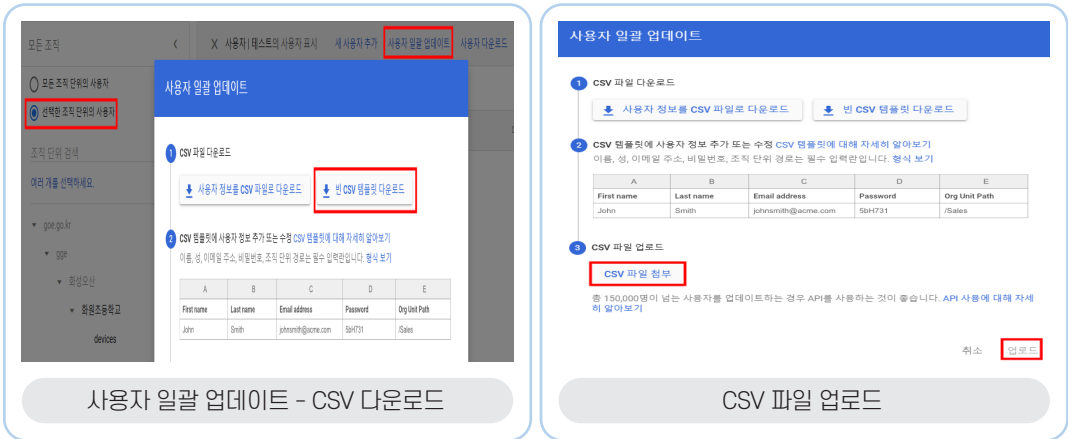 모든 조직
사용자 | 테스트의 사용자 표시 새 사용자 추가 사용자 일괄 업데이트 사용자 다운로드
모든 조직 단위의 사용자
선택한 조직 단위의 사용자
조직 단위 검색
여러 개를 선택하세요.
goe.go.kr
gge
화성오산
화원초등학교
devices
사용자 일괄 업데이트
1 CSV 파일 다운로드
사용자 정보를 CSV 파일로 다운로드 빈 CSV 템플릿 다운로드
2 CSV 템플릿에 사용자 정보 추가 또는 수정 CSV 템플릿에 대해 자세히 알아보기
이름, 성, 이메일 주소, 비밀번호, 조직 단위 경로는 필수 입력란입니다. 형식 보기
A B C D E
First name Last name Email address Password Org Unit Path
John Smith johnsmith@acme.com 5bH731 /Sales
사용자 일괄 업데이트 - CSV 다운로드
사용자 일괄 업데이트
1 CSV 파일 다운로드
사용자 정보를 CSV 파일로 다운로드 빈 CSV 템플릿 다운로드
2 CSV 템플릿에 사용자 정보 추가 또는 수정 CSV 템플릿에 대해 자세히 알아보기
이름, 성, 이메일 주소, 비밀번호, 조직 단위 경로는 필수 입력란입니다. 형식 보기
A B C D E
First name Last name Email address Password Org Unit Path
John Smith johnsmith@acme.com 5bH731 /Sales
3 CSV 파일 업로드
CSV 파일 첨부
총 150,000명이 넘는 사용자를 업데이트하는 경우 API를 사용하는 것이 좋습니다. API 사용에 대해 자세
히 알아보기
취소 업로드
CSV 파일 업로드